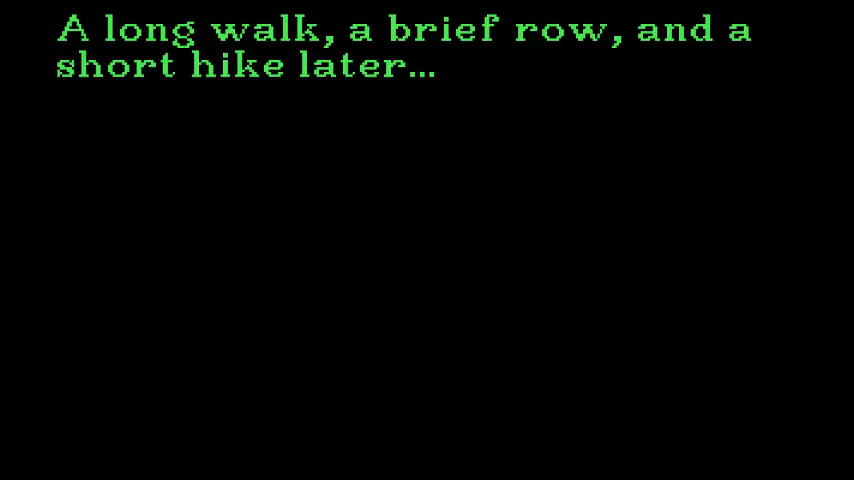 A long walk, a brief row, and a
short hike later...